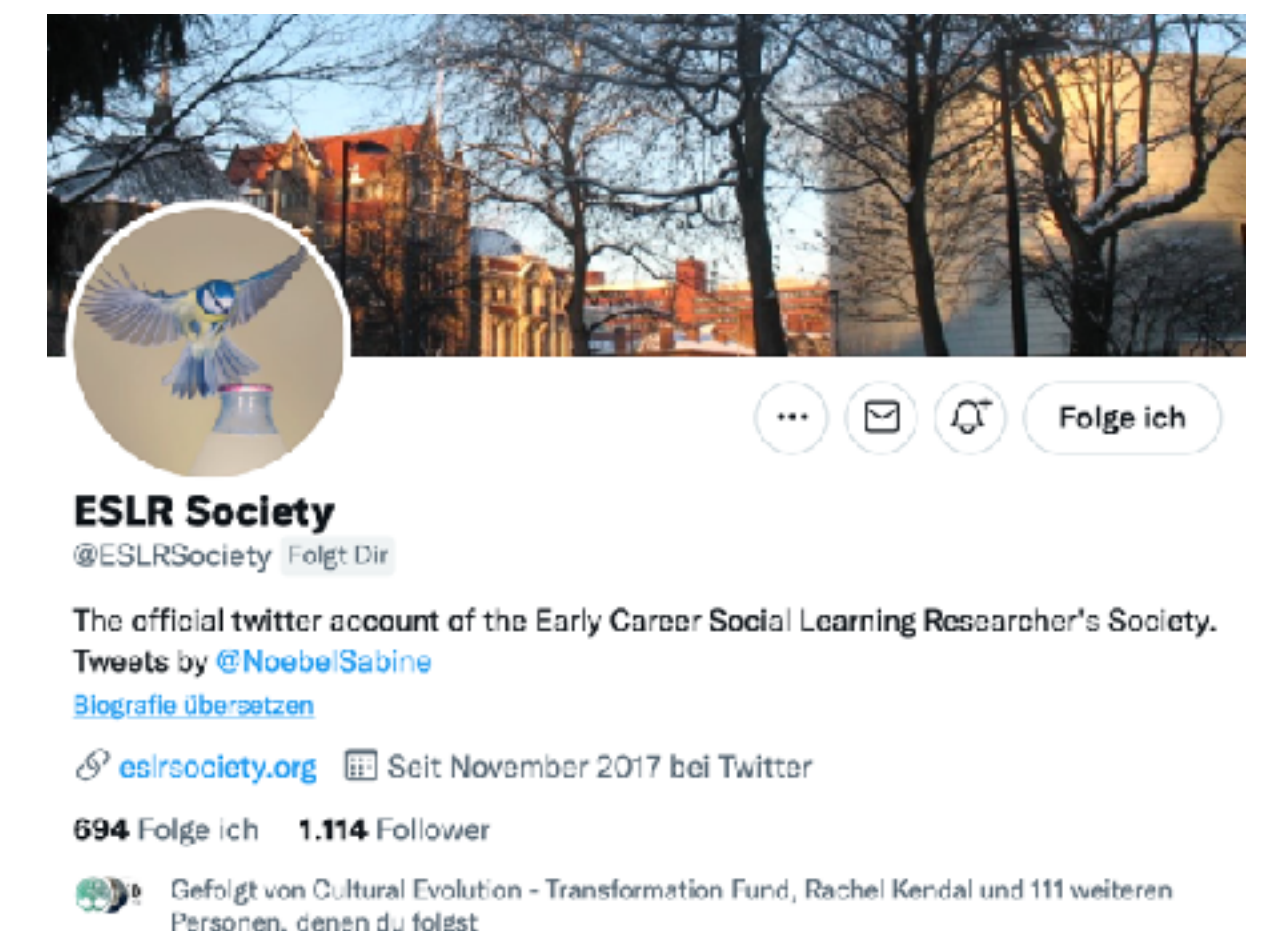 Folge ich
ESLR Society
@ESLRSociety Folgt Dir
The official twitter account of the Early Career Social Learning Researcher's Society.
Tweets by @NoebelSabine
Biografie übersetzen
eslrsociety.org Seit November 2017 bei Twitter
694 Folge ich 1.114 Follower
Gefolgt von Cultural Evolution - Transformation Fund, Rachel Kendal und 111 weiteren
Personen, denen du folgst